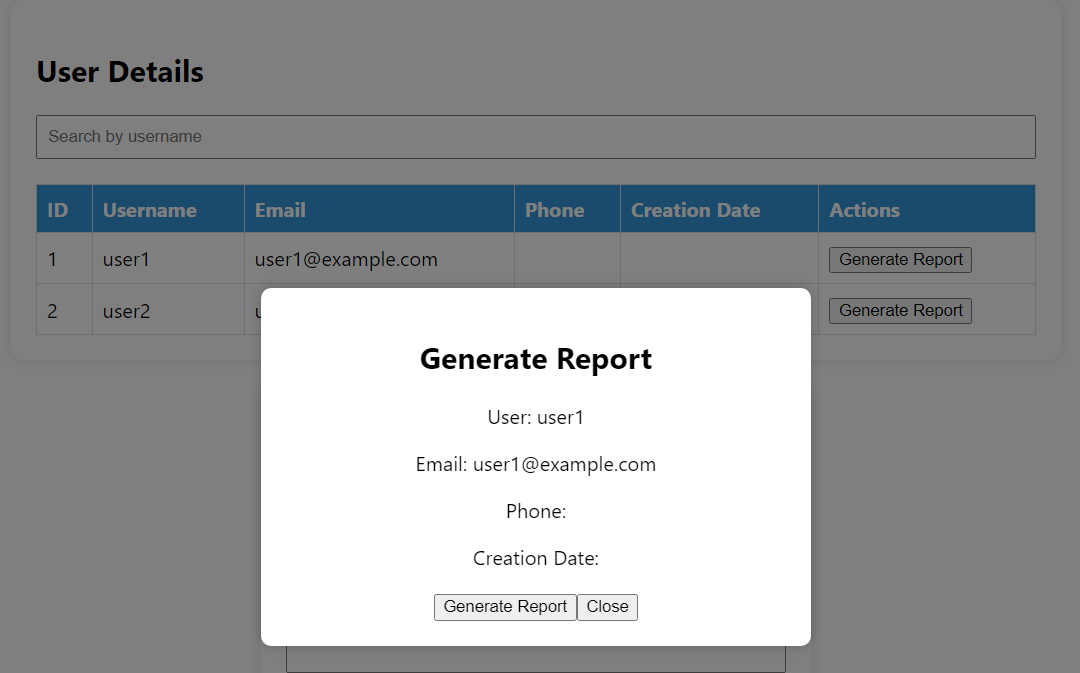 User Details
Search by username
ID Username Email Phone Creation Date Actions
1 user1 user1@example.com Generate Report
2 user2 Generate Report
Generate Report
User: user1
Email: user1@example.com
Phone:
Creation Date:
Generate Report Close